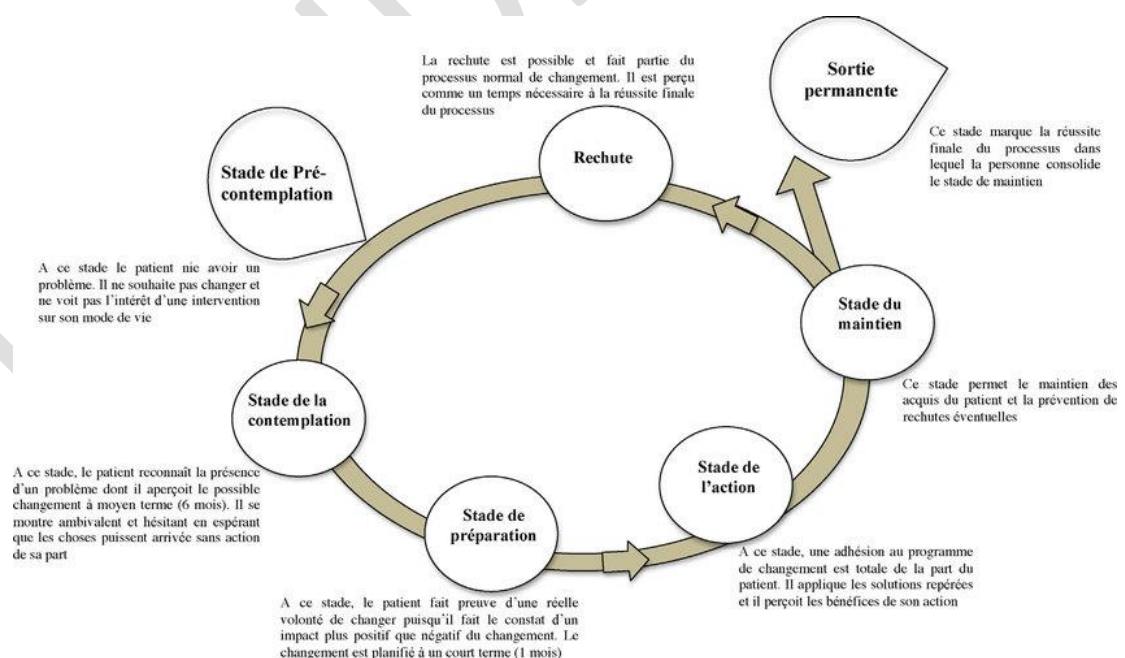 La rechute est possible et fait partie du
processus normal de changement. Il est perçu
comme un temps nécessaire à la réussite finale
du processus
Sortie
permanente
Ce stade marque la réussite
finale du processus dans
lequel la personne consolide
le stade de maintien
Rechute
Stade de Pré-
contemplation
A ce stade le patient nie avoir un
problème. Il ne souhaite pas changer et
ne voit pas l'intérêt d'une intervention
sur son mode de vie
Stade du
maintien
Ce stade permet le maintien des
acquis du patient et la prévention de
rechutes éventuelles
Stade de la
contemplation
A ce stade, le patient reconnaît la présence
d'un problème dont il aperçoit le possible
changement à moyen terme (6 mois). Il se
montre ambivalent et hésitant en espérant
que les choses puissent arrivée sans action
de sa part
Stade de
l'action
A ce stade, une adhésion au programme
de changement est totale de la part du
patient. Il applique les solutions repérées
et il perçoit les bénéfices de son action
Stade de
préparation
A ce stade, le patient fait preuve d'une réelle
volonté de changer puisqu'il fait le constat d'un
impact plus positif que négatif du changement. Le
changement est planifié à un court terme (1 mois)